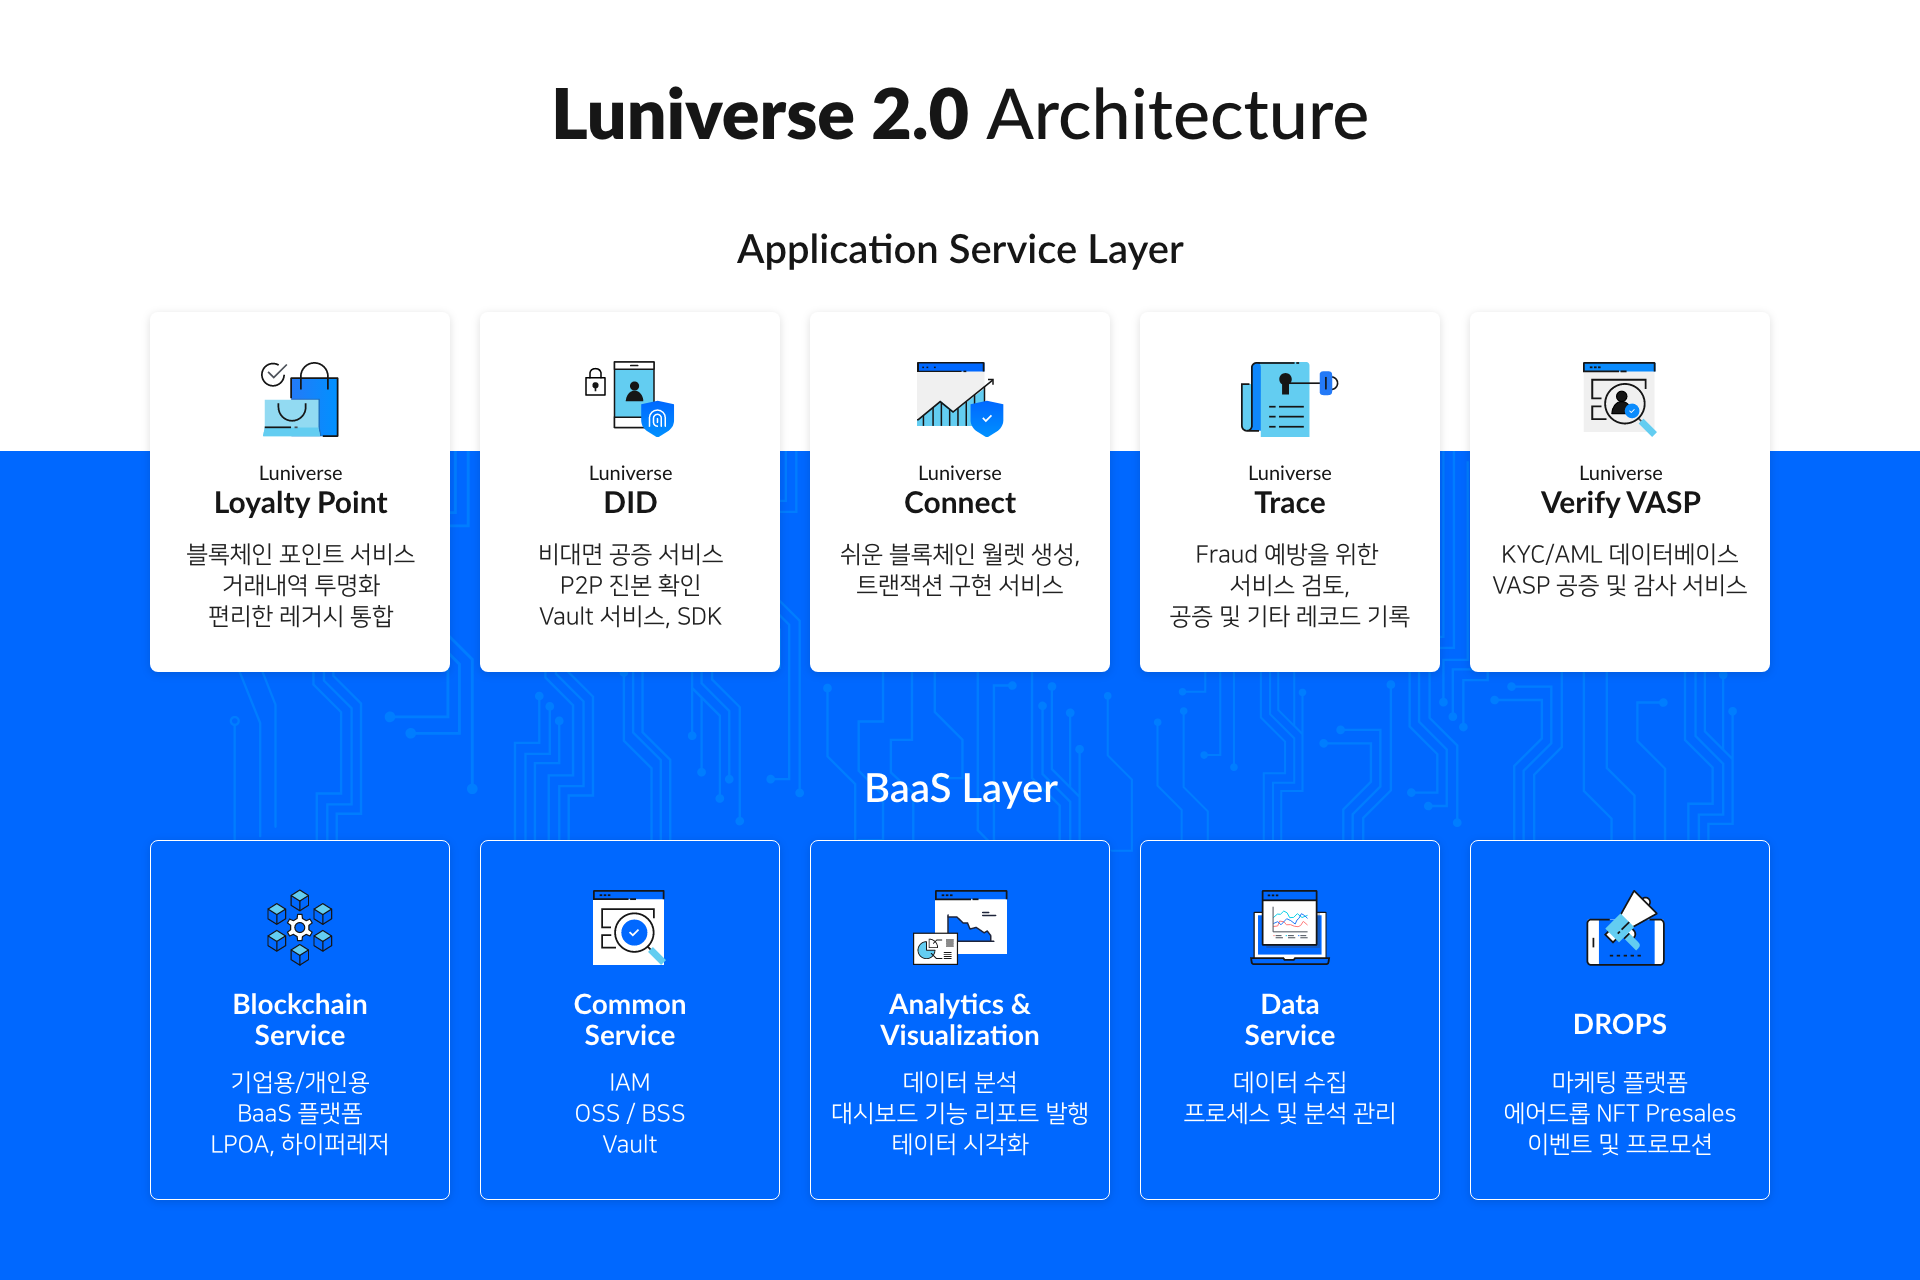 Luniverse 2.0 Architecture
Application Service Layer
Luniverse
Loyalty Point
블록체인 포인트 서비스
거래내역 투명화
편리한 레거시 통합
Luniverse
DID
비대면 공증 서비스
P2P 진본 확인
Vault 서비스, SDK
Luniverse
Connect
쉬운 블록체인 월렛 생성,
트랜잭션 구현 서비스
Luniverse
Trace
Fraud 예방을 위한
서비스 검토,
공증 및 기타 레코드 기록
Luniverse
Verify VASP
KYC/AML 데이터베이스
VASP 공증 및 감사 서비스
BaaS Layer
Blockchain
Service
기업용/개인용
BaaS 플랫폼
LPOA, 하이퍼레저
Common
Service
IAM
OSS / BSS
Vault
Analytics &
Visualization
데이터 분석
대시보드 기능 리포트 발행
테이터 시각화
Data
Service
데이터 수집
프로세스 및 분석 관리
DROPS
마케팅 플랫폼
에어드롭 NFT Presales
이벤트 및 프로모션